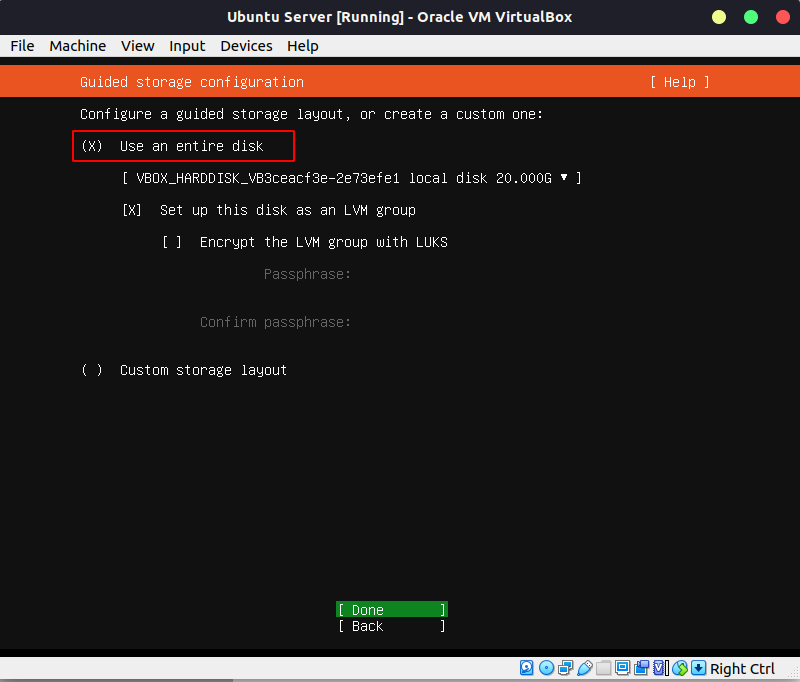 Ubuntu Server [Running] - Oracle VM VirtualBox
File Machine View Input Devices Help
Guided storage configuration [ Help ]
Configure a guided storage layout, or create a custom one:
(X) Use an entire disk
[ VBOX_HARDDISK_VB3ceacf3e-2e73efe1 local disk 20.000G ▾ ]
[X] Set up this disk as an LVM group
[ ] Encrypt the LVM group with LUKS
Passphrase:
Confirm passphrase:
( ) Custom storage layout
[ Done ]
[ Back ]
Right Ctrl